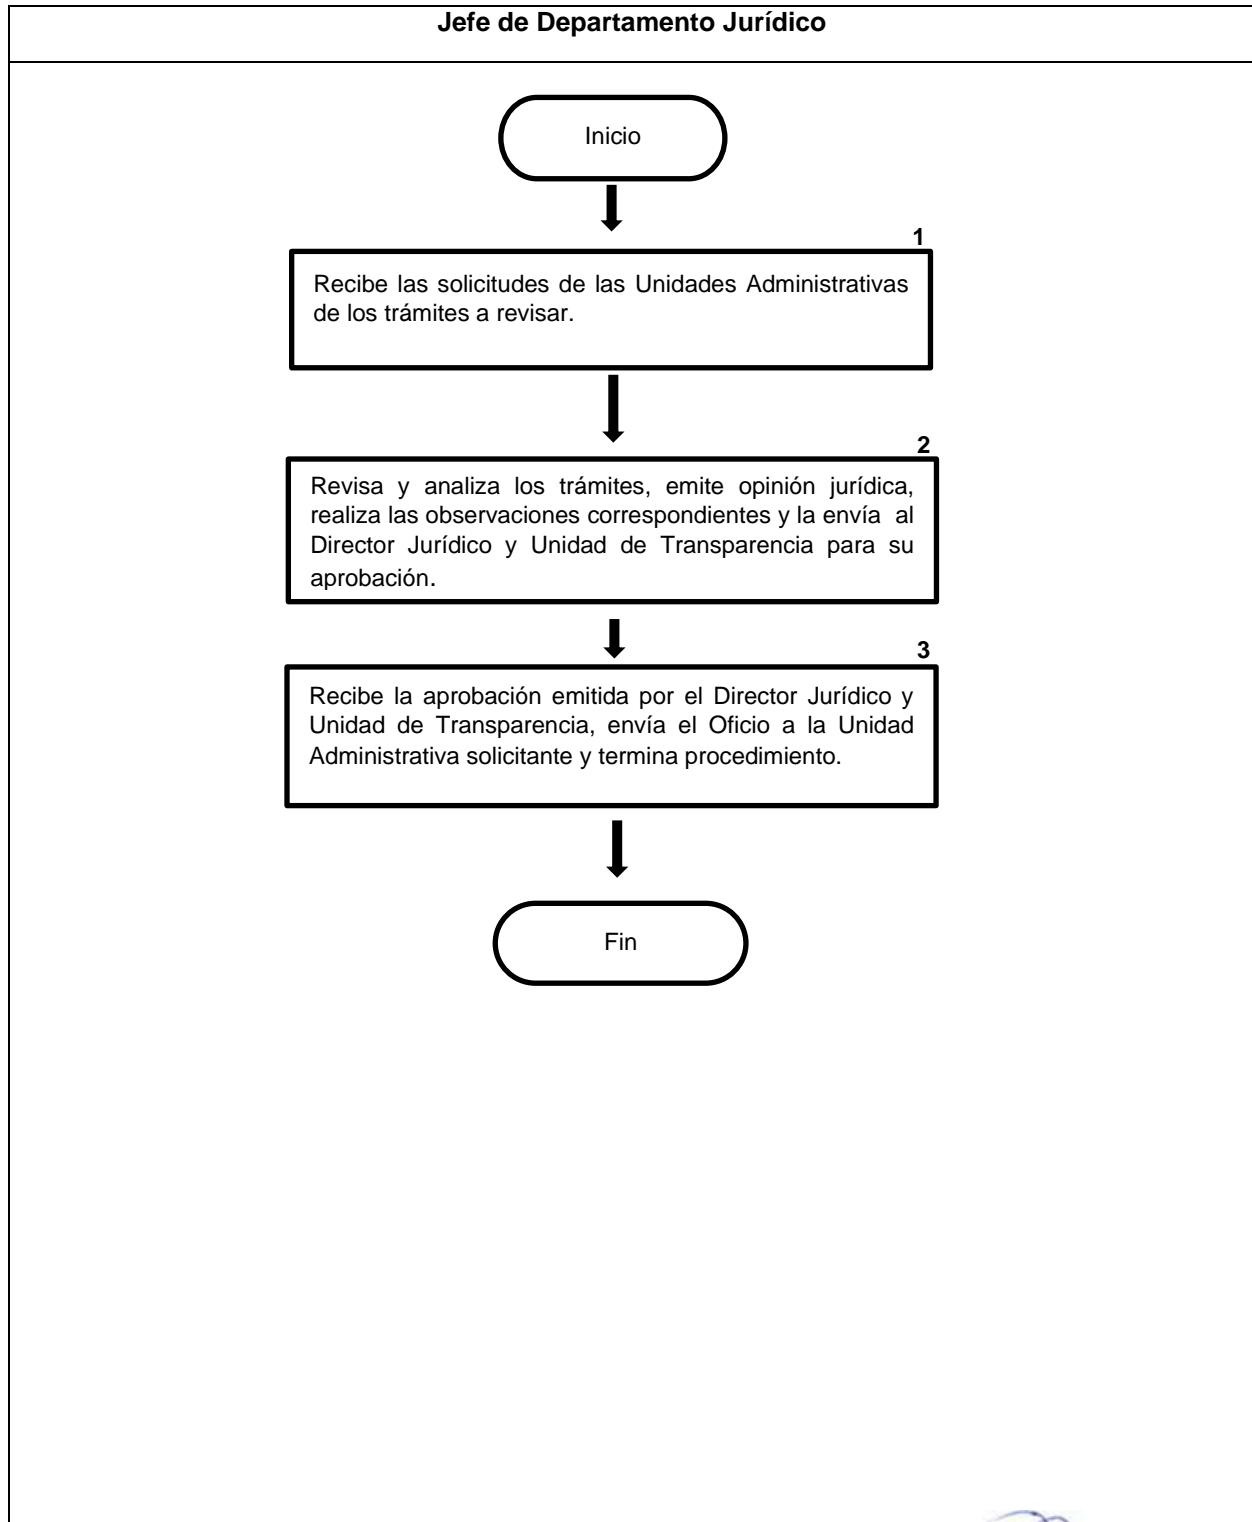 Jefe de Departamento Jurídico
Inicio
1
Recibe las solicitudes de las Unidades Administrativas
de los trámites a revisar.
2
Revisa y analiza los trámites, emite opinión jurídica,
realiza las observaciones correspondientes y la envía al
Director Jurídico y Unidad de Transparencia para su
aprobación.
3
Recibe la aprobación emitida por el Director Jurídico y
Unidad de Transparencia, envía el Oficio a la Unidad
Administrativa solicitante y termina procedimiento.
Fin